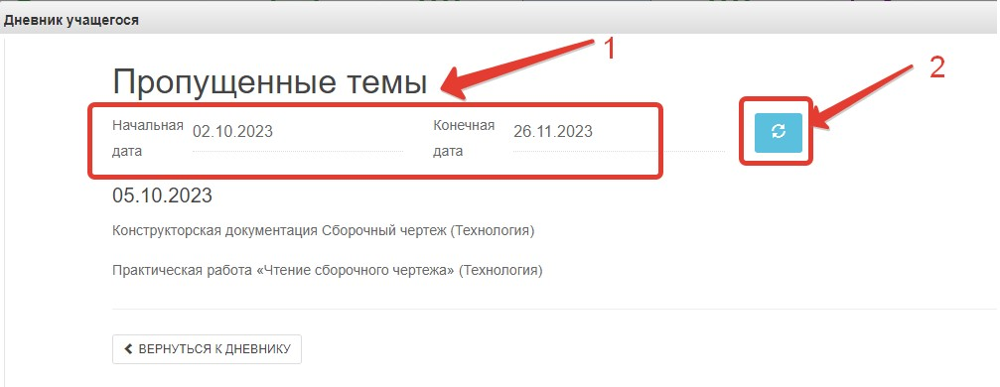 Дневник учащегося
1
2
Пропущенные темы
Начальная дата 02.10.2023 Конечная дата 26.11.2023
05.10.2023
Конструкторская документация Сборочный чертеж (Технология)
Практическая работа «Чтение сборочного чертежа» (Технология)
ВЕРНУТЬСЯ К ДНЕВНИКУ